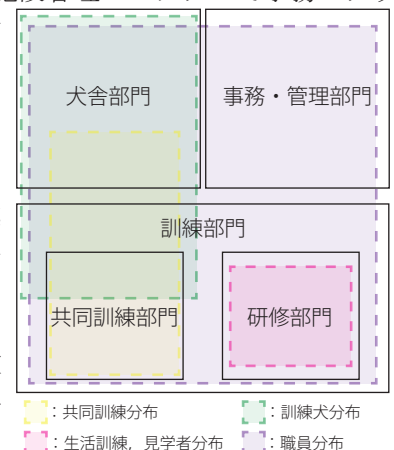 犬舎部門
事務・管理部門
訓練部門
共同訓練部門
研修部門
：共同訓練分布
：訓練犬分布
：生活訓練，見学者分布
：職員分布